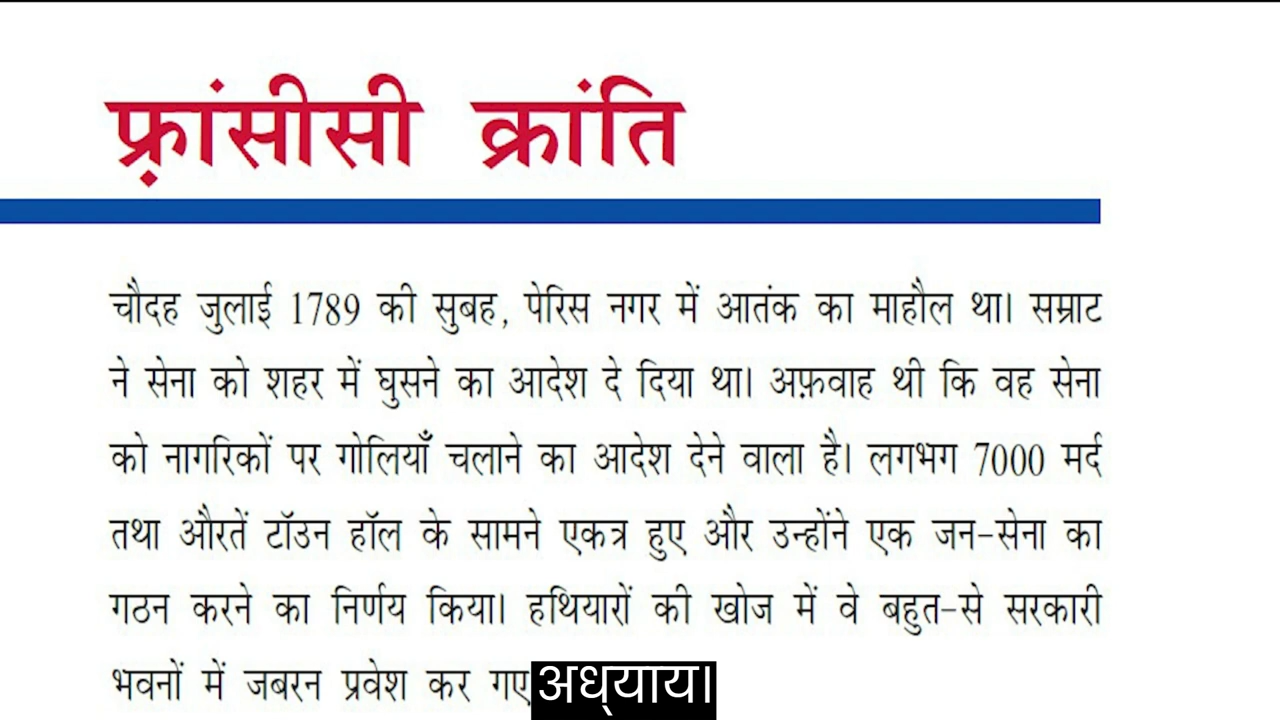 फ़्रांसीसी क्रांति
चौदह जुलाई 1789 की सुबह, पेरिस नगर में आतंक का माहौल था। सम्राट
ने सेना को शहर में घुसने का आदेश दे दिया था। अफ़वाह थी कि वह सेना
को नागरिकों पर गोलियाँ चलाने का आदेश देने वाला है। लगभग 7000 मर्द
तथा औरतें टॉउन हॉल के सामने एकत्र हुए और उन्होंने एक जन-सेना का
गठन करने का निर्णय किया। हथियारों की खोज में वे बहुत-से सरकारी
भवनों में जबरन प्रवेश कर गए
अध्याय।